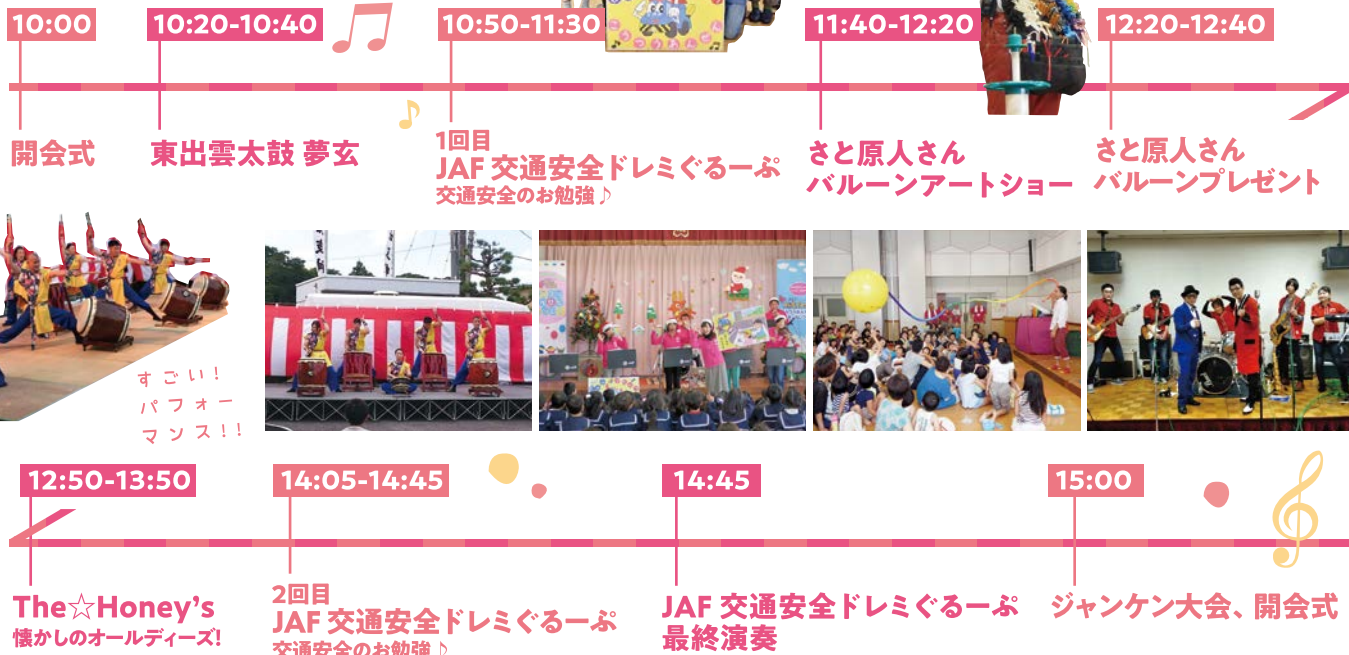 10:00
10:20-10:40
10:50-11:30
11:40-12:20
12:20-12:40
開会式
東出雲太鼓 夢玄
1回目
JAF 交通安全ドレミぐるーぷ
交通安全のお勉強♪
さと原人さん
バルーンアートショー
さと原人さん
バルーンプレゼント
すごい!
パフォー
マンス!!
12:50-13:50
14:05-14:45
14:45
15:00
The☆Honey's
懐かしのオールディーズ!
2回目
JAF 交通安全ドレミぐるーぷ
交通安全のお勉強♪
JAF 交通安全ドレミぐるーぷ
最終演奏
ジャンケン大会、開会式